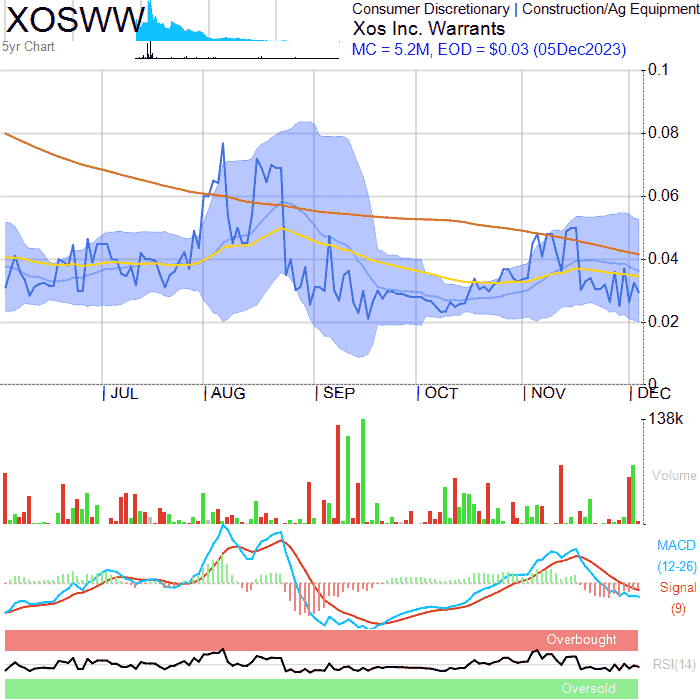 XOSWW
5yr Chart
Consumer Discretionary | Construction/Ag Equipment
Xos Inc. Warrants
MC = 5.2M, EOD = $0.03 (05Dec2023)
0.1
0.08
0.06
0.04
0.02
0
JUL AUG SEP OCT NOV DEC
138k
Volume
MACD
(12-26)
Signal
(9)
Overbought
RSI(14)
Oversold